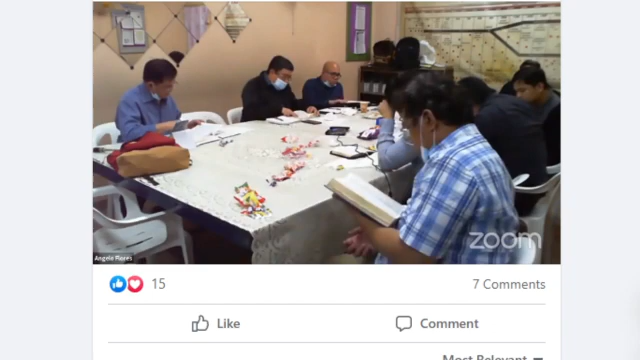 Angela Flores
zoom
15
7 Comments
Like
Comment
Most Relevant